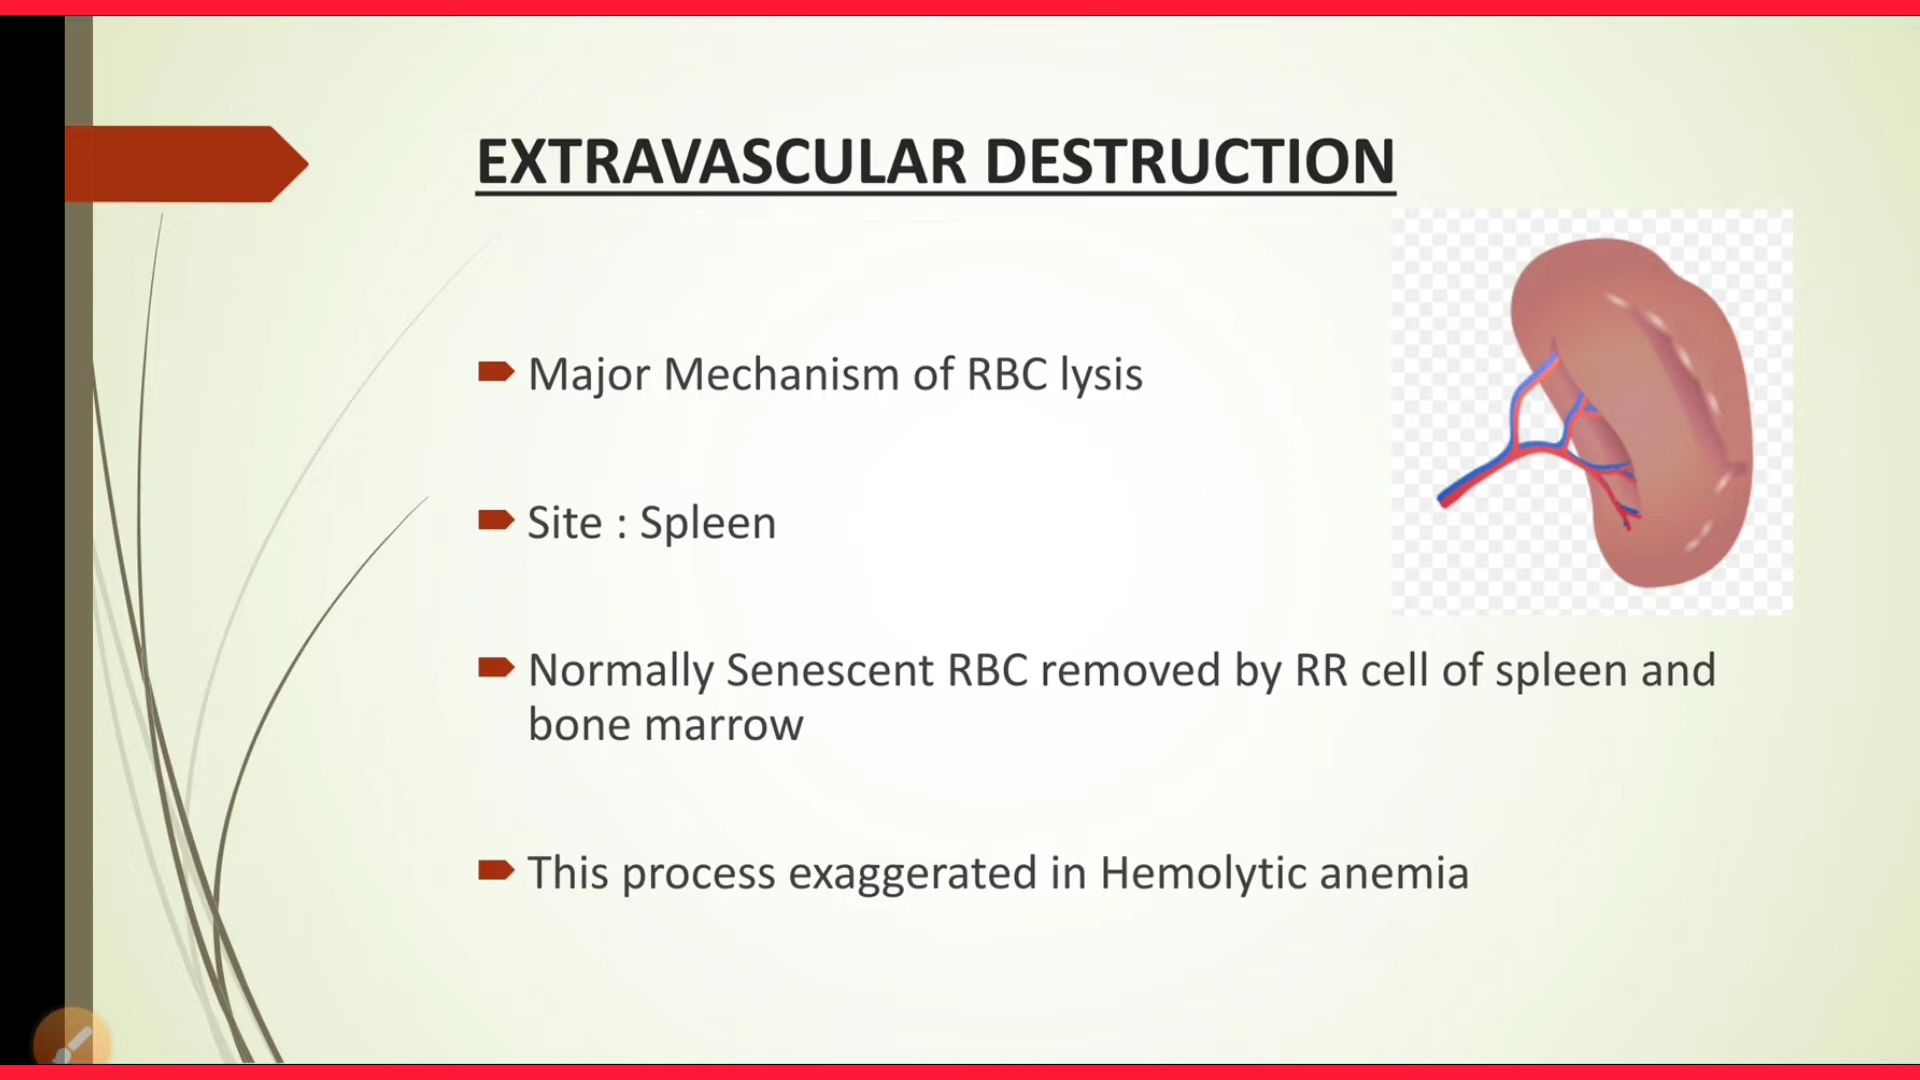 EXTRAVASCULAR DESTRUCTION
Major Mechanism of RBC lysis
Site : Spleen
Normally Senescent RBC removed by RR cell of spleen and
bone marrow
This process exaggerated in Hemolytic anemia